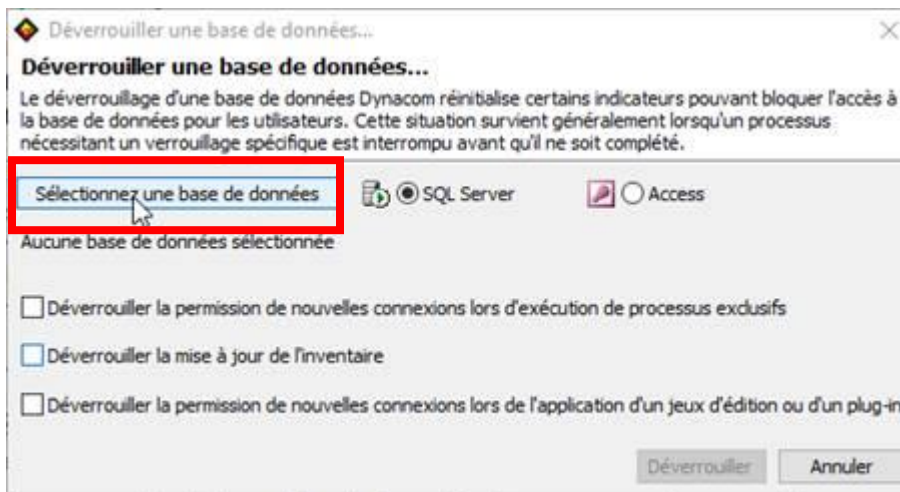 Déverrouiller une base de données...
Déverrouiller une base de données...
Le déverrouillage d'une base de données Dynacom réinitialise certains indicateurs pouvant bloquer l'accès à
la base de données pour les utilisateurs. Cette situation survient généralement lorsqu'un processus
nécessitant un verrouillage spécifique est interrompu avant qu'il ne soit complété.
Sélectionnez une base de données SQL Server Access
Aucune base de données sélectionnée
Déverrouiller la permission de nouvelles connexions lors d'exécution de processus exclusifs
Déverrouiller la mise à jour de l'inventaire
Déverrouiller la permission de nouvelles connexions lors de l'application d'un jeux d'édition ou d'un plug-in
Déverrouiller Annuler